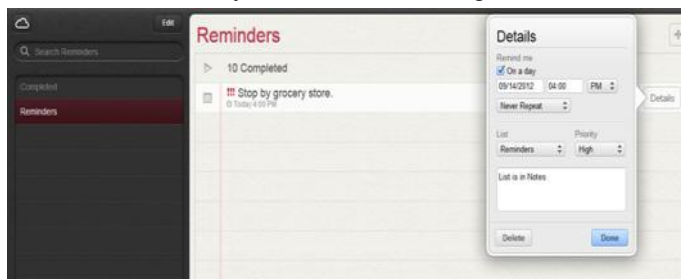 Edit
Search Reminders
Completed
Reminders
Reminders
10 Completed
!!! Stop by grocery store.
Today 4:00 PM
Details
Details
Remind me
On a day
09/14/2012 04:00 PM
Never Repeat
List Priority
Reminders High
List is in Notes
Delete Done